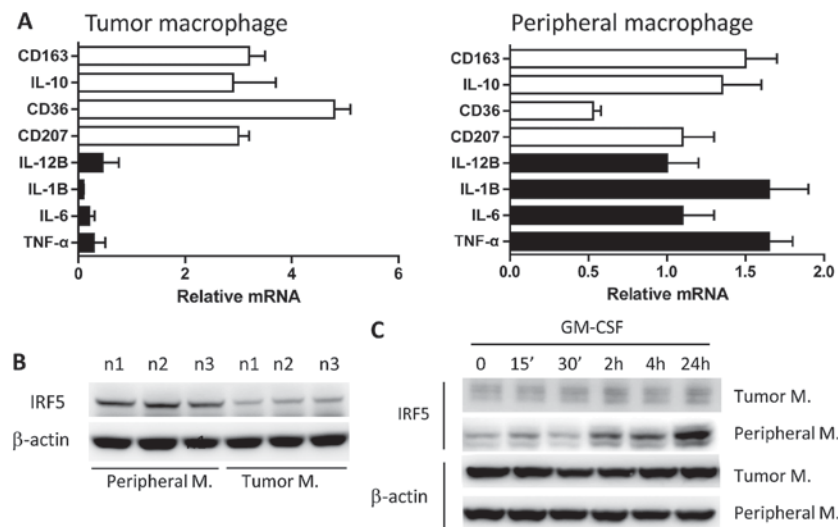 A
Tumor macrophage
CD163
IL-10
CD36
CD207
IL-12B
IL-1B
IL-6
TNF-α
0 2 4 6
Relative mRNA
Peripheral macrophage
CD163
IL-10
CD36
CD207
IL-12B
IL-1B
IL-6
TNF-α
0.0 0.5 1.0 1.5 2.0
Relative mRNA
B
n1 n2 n3 n1 n2 n3
IRF5
β-actin
Peripheral M. Tumor M.
C
GM-CSF
0 15’ 30’ 2h 4h 24h
IRF5
Tumor M.
Peripheral M.
β-actin
Tumor M.
Peripheral M.